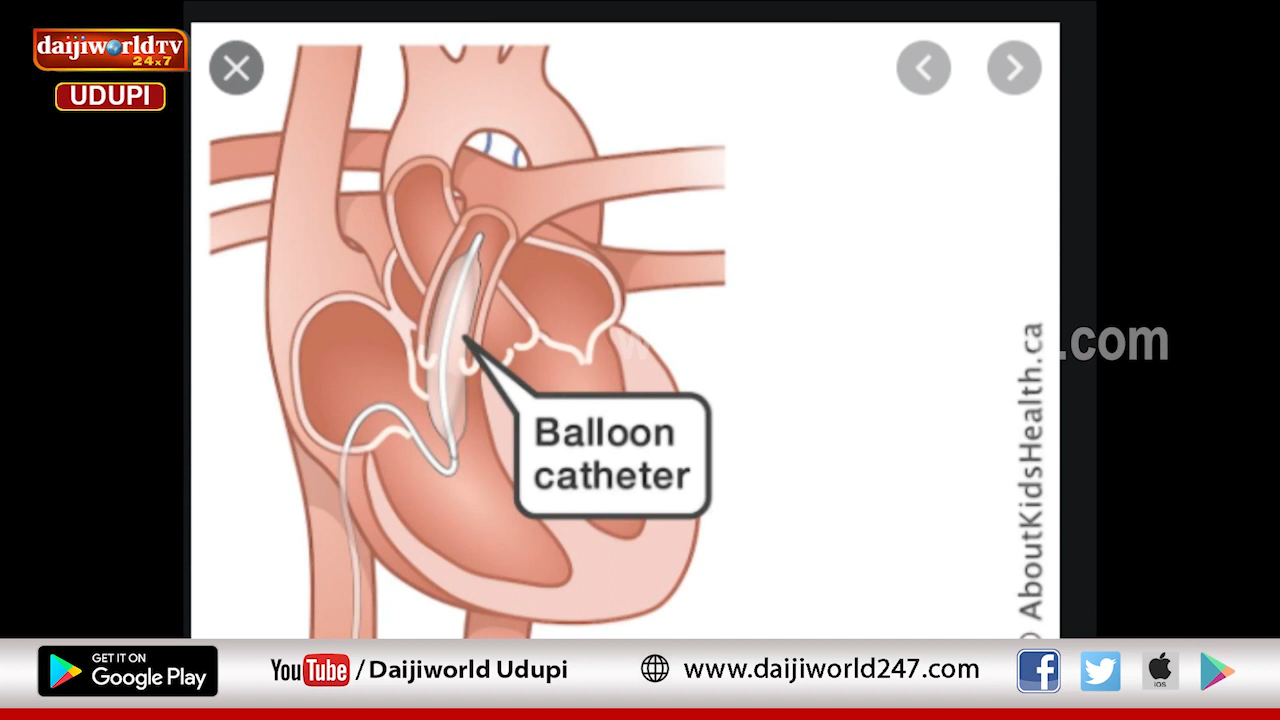 daijiworldTV
24x7
UDUPI
.com
Balloon
catheter
AboutKidsHealth.ca
GET IT ON
Google Play
YouTube / Daijiworld Udupi
www.daijiworld247.com
iOS